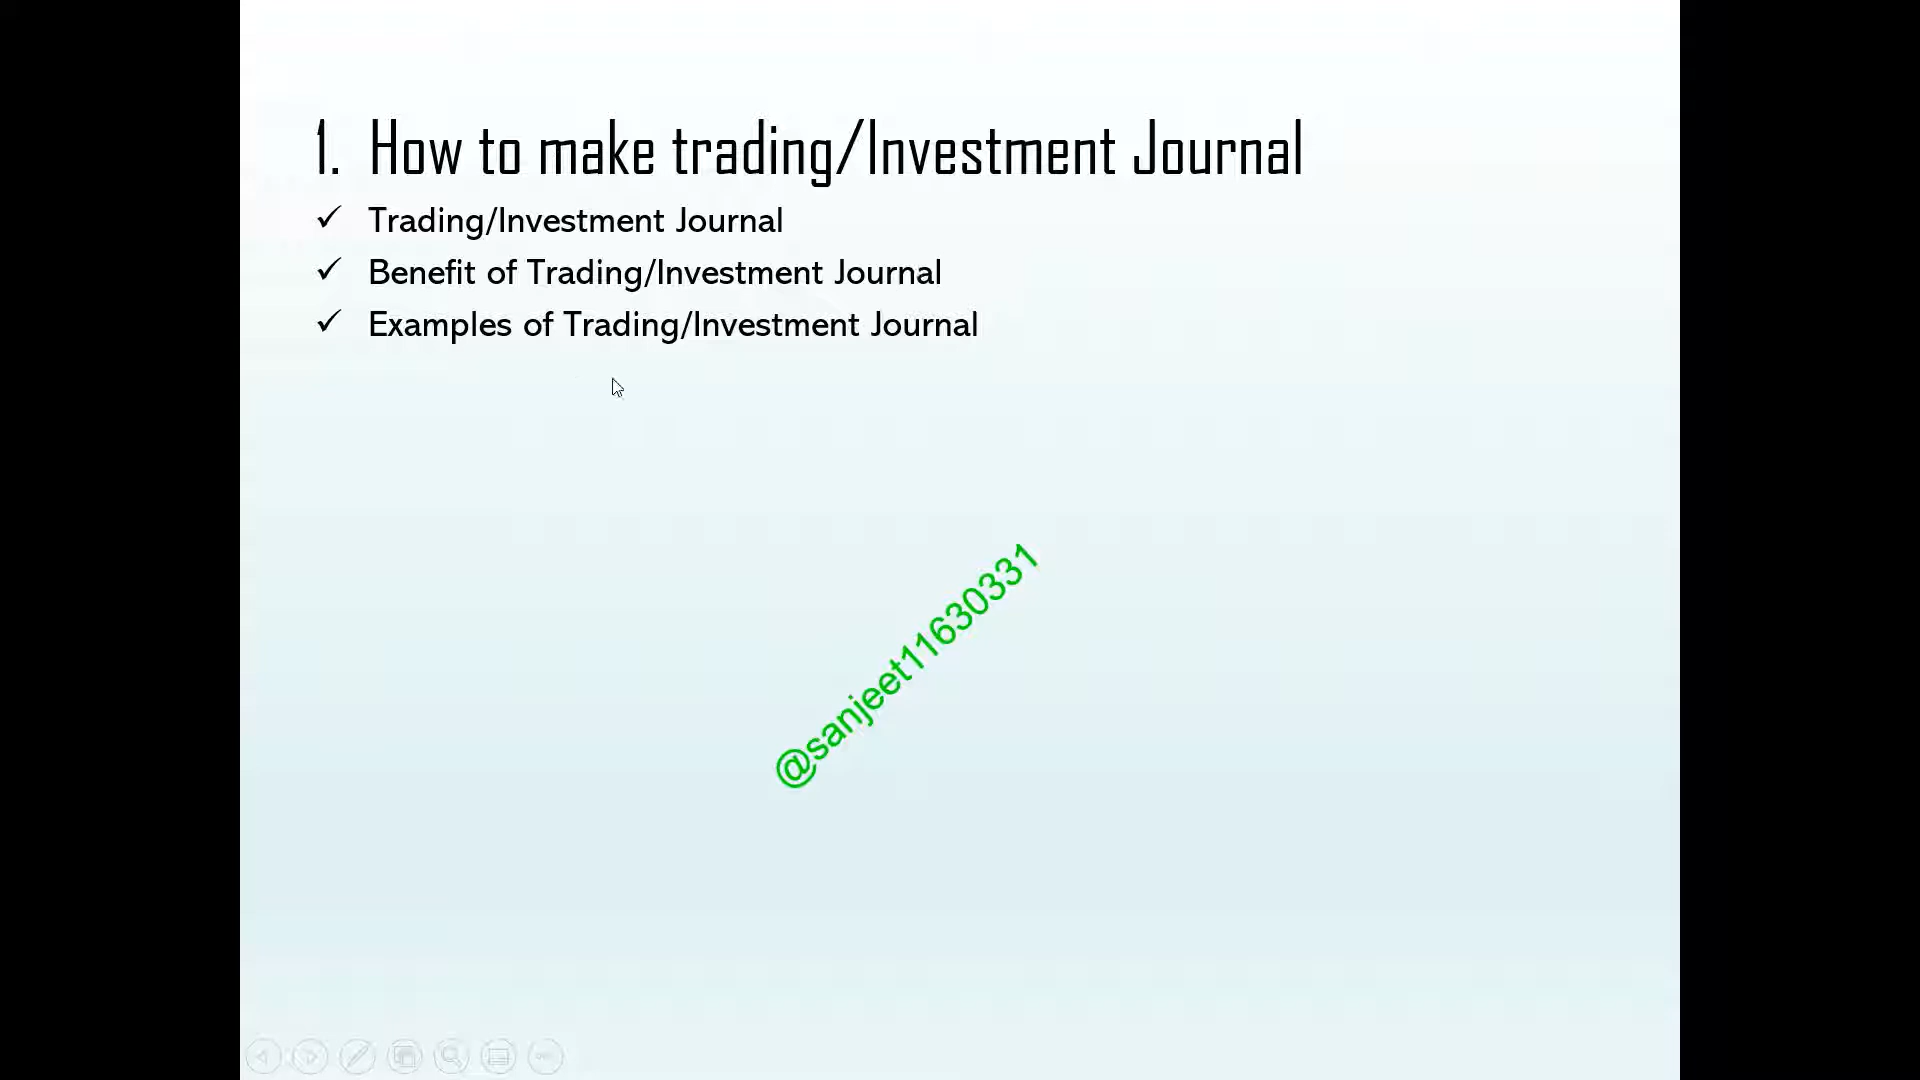 1. How to make trading/Investment Journal
✓ Trading/Investment Journal
✓ Benefit of Trading/Investment Journal
✓ Examples of Trading/Investment Journal
@sanjeet11630331